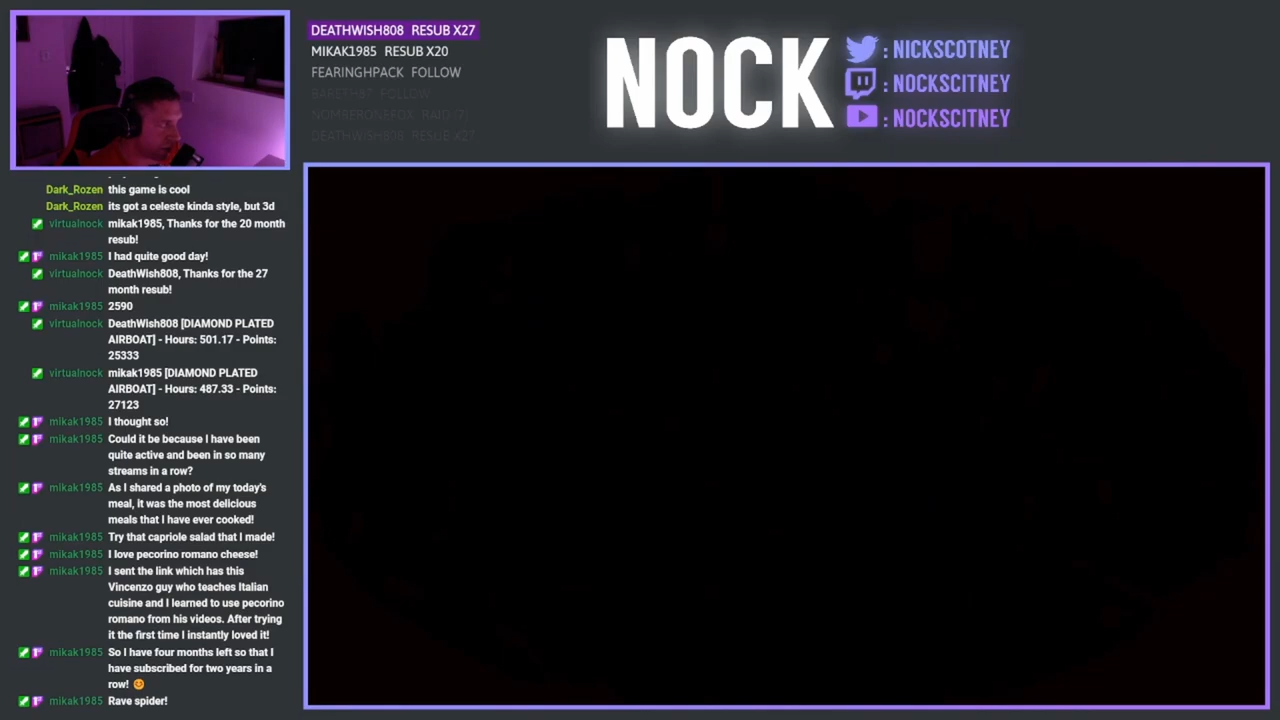 DEATHWISH808 RESUB X27
MIKAK1985 RESUB X20
FEARINGHPACK FOLLOW
DEATHWISH808 RESUB X27
NOCK
: NICKSCOTNEY
: NOCKSCITNEY
: NOCKSCITNEY
Dark_Rozen this game is cool
Dark_Rozen its got a celeste kinda style, but 3d
virtualnock mikak1985, Thanks for the 20 month
resub!
mikak1985 I had quite good day!
virtualnock DeathWish808, Thanks for the 27
month resub!
mikak1985 2590
virtualnock DeathWish808 [DIAMOND PLATED
AIRBOAT] - Hours: 501.17 - Points:
25333
virtualnock mikak1985 [DIAMOND PLATED
AIRBOAT] - Hours: 487.33 - Points:
27123
mikak1985 I thought so!
mikak1985 Could it be because I have been
quite active and been in so many
streams in a row?
mikak1985 As I shared a photo of my today's
meal, it was the most delicious
meals that I have ever cooked!
mikak1985 Try that capriole salad that I made!
mikak1985 I love pecorino romano cheese!
mikak1985 I sent the link which has this
Vincenzo guy who teaches Italian
cuisine and I learned to use pecorino
romano from his videos. After trying
it the first time I instantly loved it!
mikak1985 So I have four months left so that I
have subscribed for two years in a
row! 😊
mikak1985 Rave spider!